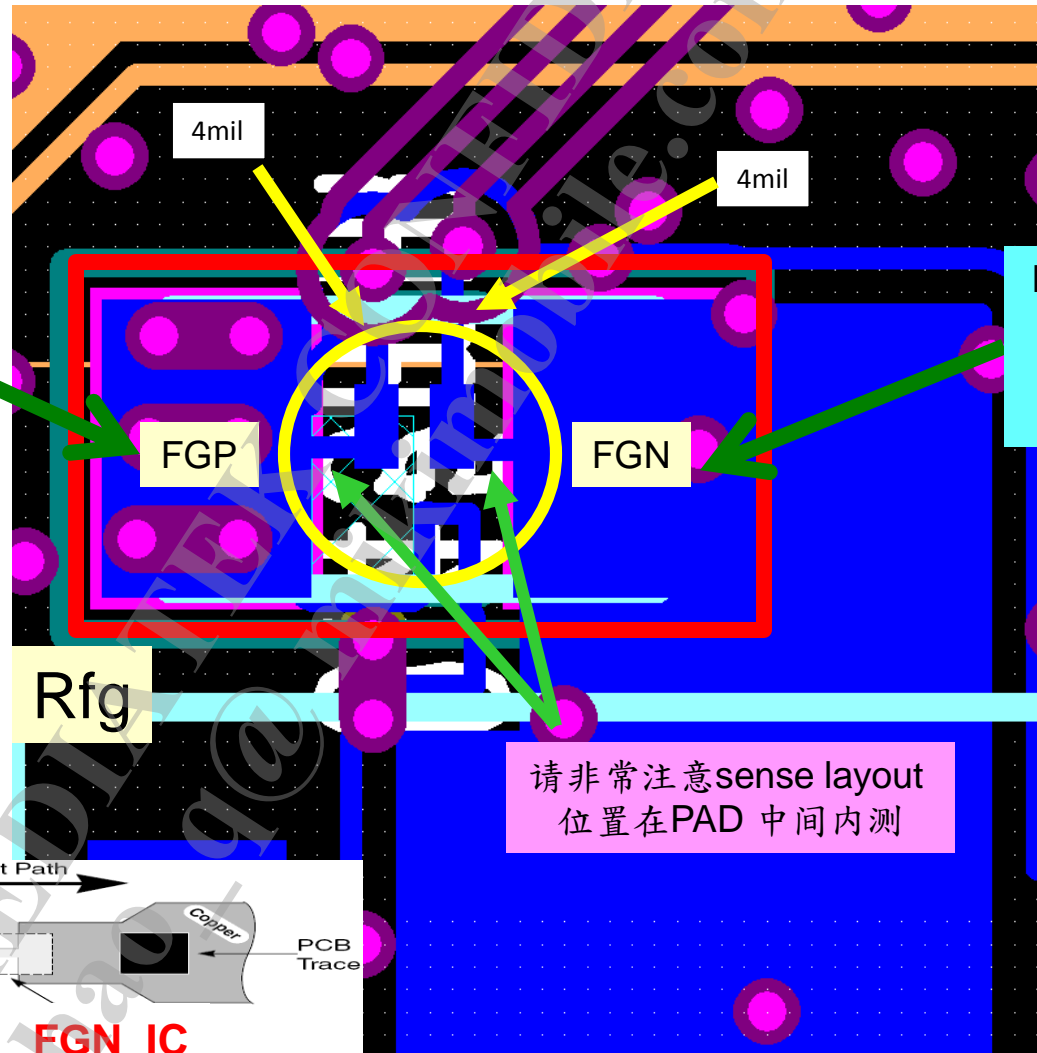 4mil
4mil
FGP
FGN
Rfg
请非常注意sense layout
位置在PAD 中间内测
t Path
Copper
PCB
Trace
FGN IC